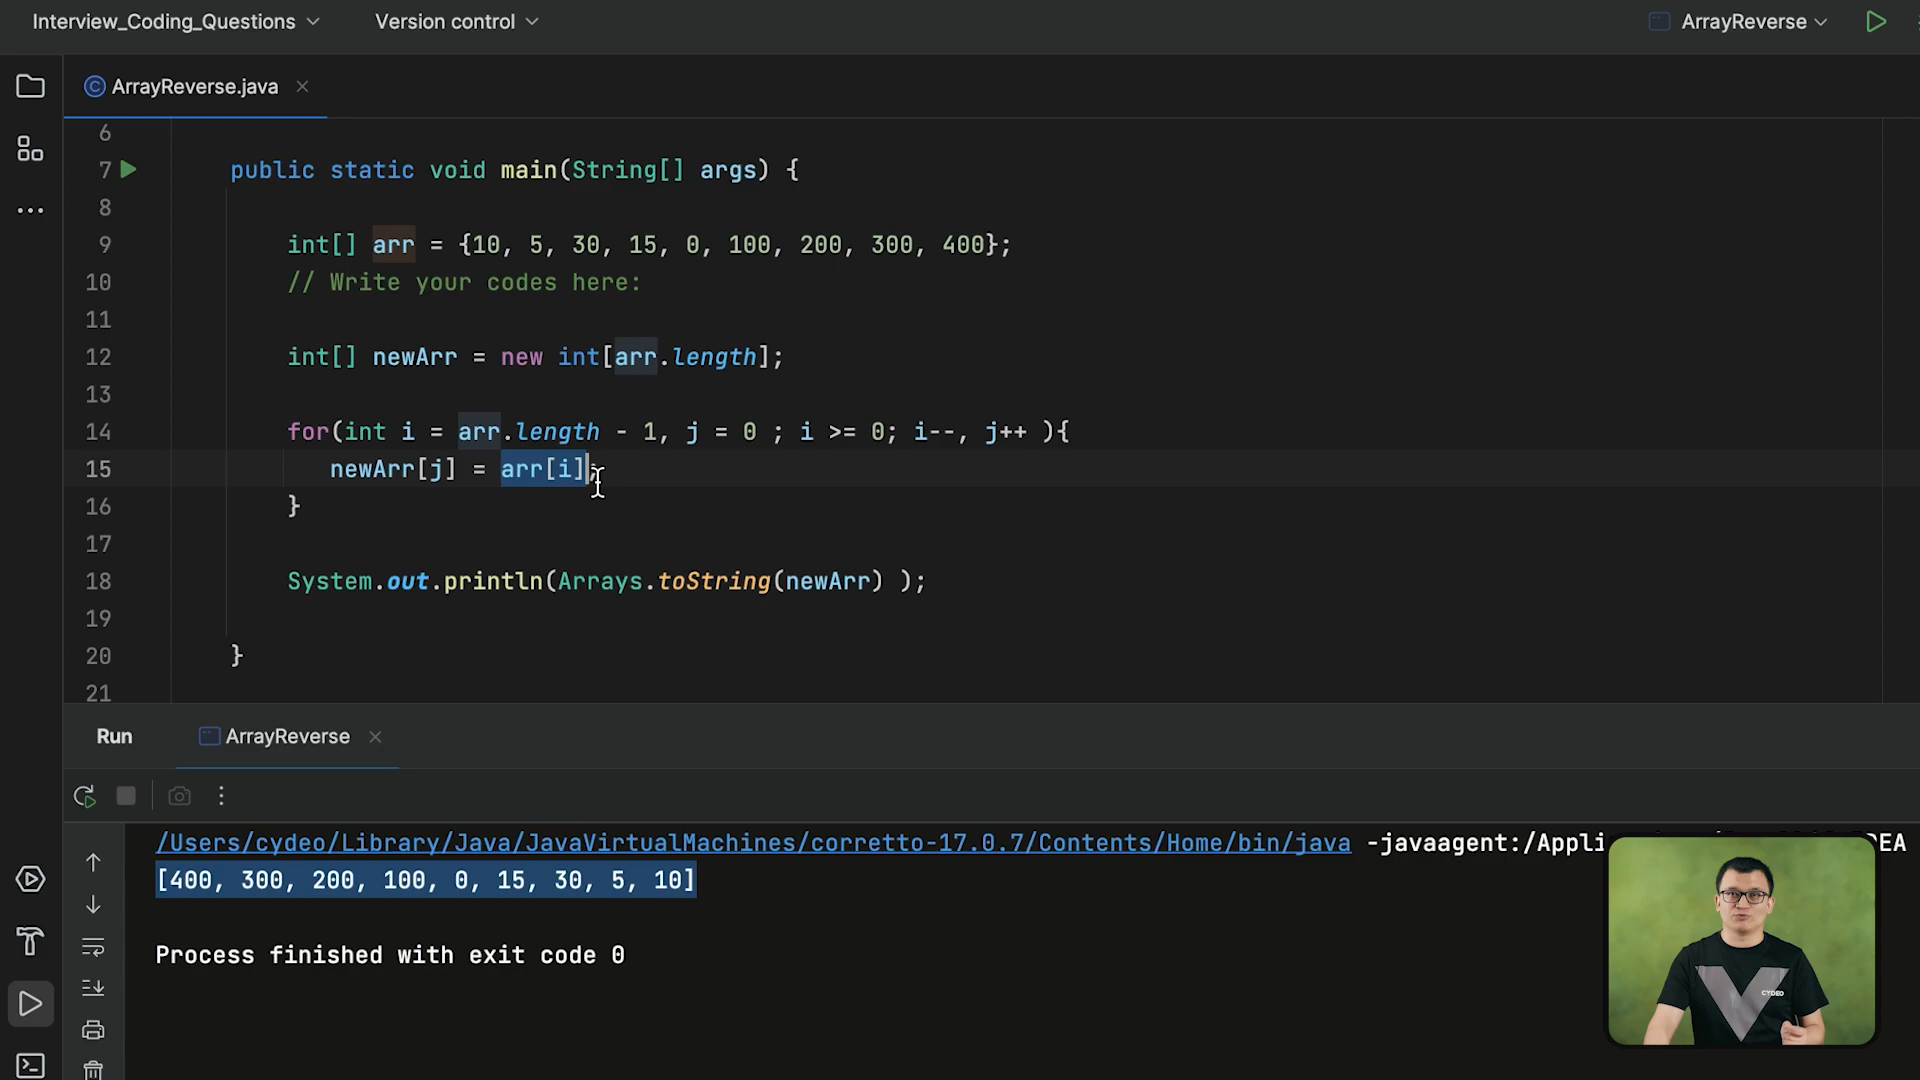 Interview_Coding_Questions Version control ArrayReverse
ArrayReverse.java
6
7 public static void main(String[] args) {
8
9 int[] arr = {10, 5, 30, 15, 0, 100, 200, 300, 400};
10 // Write your codes here:
11
12 int[] newArr = new int[arr.length];
13
14 for(int i = arr.length - 1, j = 0 ; i >= 0; i--, j++ ){
15 newArr[j] = arr[i];
16 }
17
18 System.out.println(Arrays.toString(newArr) );
19
20 }
21
Run ArrayReverse
/Users/cydeo/Library/Java/JavaVirtualMachines/corretto-17.0.7/Contents/Home/bin/java -javaagent:/Appli
[400, 300, 200, 100, 0, 15, 30, 5, 10]
Process finished with exit code 0
CYDEO